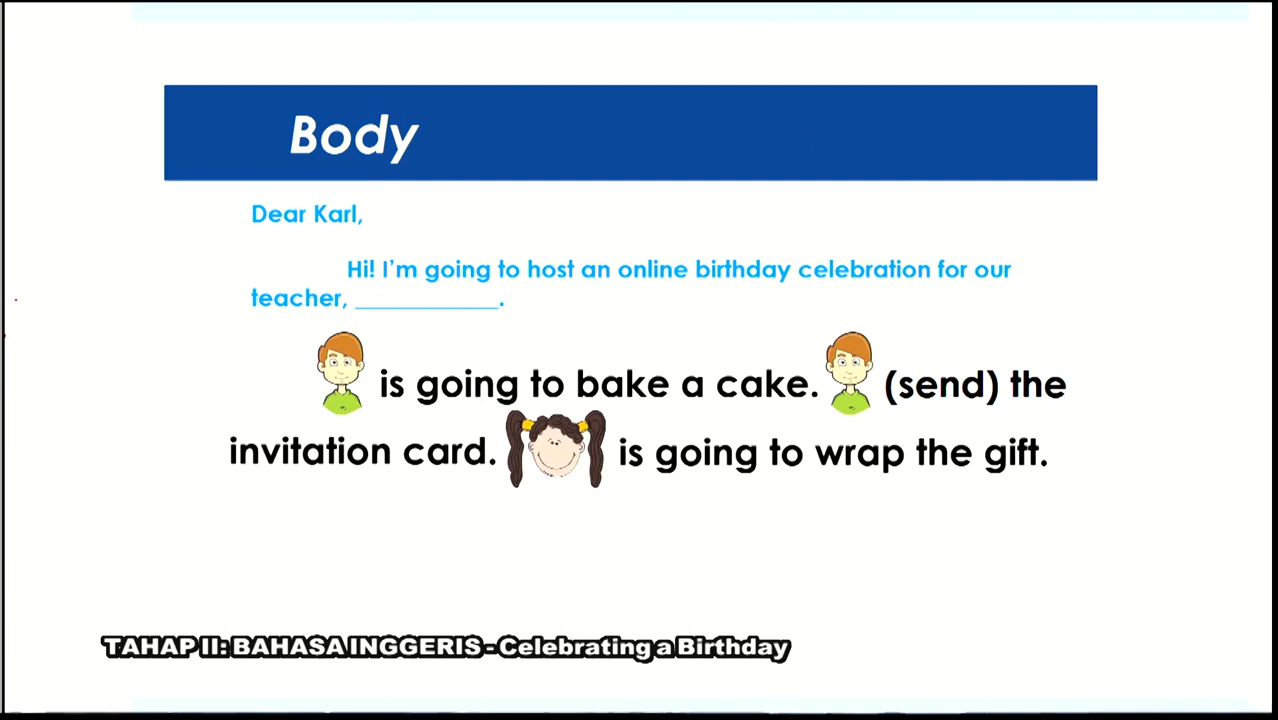 Body
Dear Karl,
Hi! I'm going to host an online birthday celebration for our
teacher, ____________.
is going to bake a cake. (send) the
invitation card. is going to wrap the gift.
TAHAP II: BAHASA INGGERIS - Celebrating a Birthday